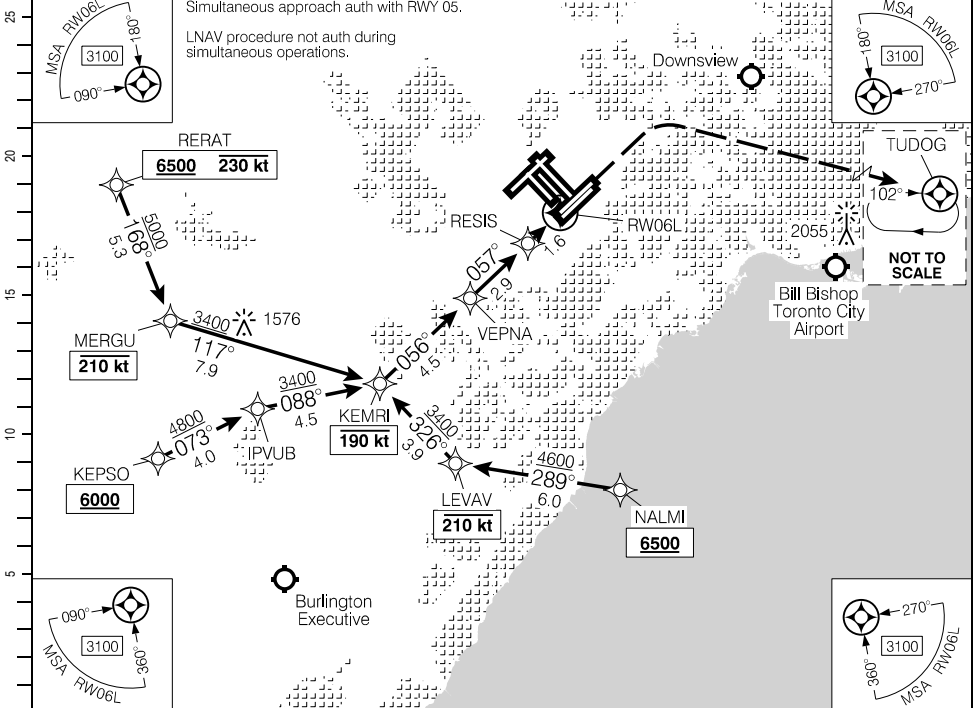 Simultaneous approach auth with RWY 05.
LNAV procedure not auth during
simultaneous operations.
25
20
15
10
5
MSA RW06L
3100
180°
090°
MSA RW06L
3100
180°
270°
Downsview
RERAT
6500 230 kt
5000
168°
5.3
TUDOG
102°
NOT TO
SCALE
2055
RESIS
RW06L
1.6
057°
2.9
VEPNA
Bill Bishop
Toronto City
Airport
MERGU
210 kt
3400
117°
7.9
1576
056°
4.5
KEMRI
190 kt
3400
088°
4.5
IPVUB
4800
073°
4.0
KEPSO
6000
3400
326°
3.9
LEVAV
210 kt
4600
289°
6.0
NALMI
6500
Burlington
Executive
090°
3100
360°
MSA RW06L
270°
3100
360°
MSA RW06L